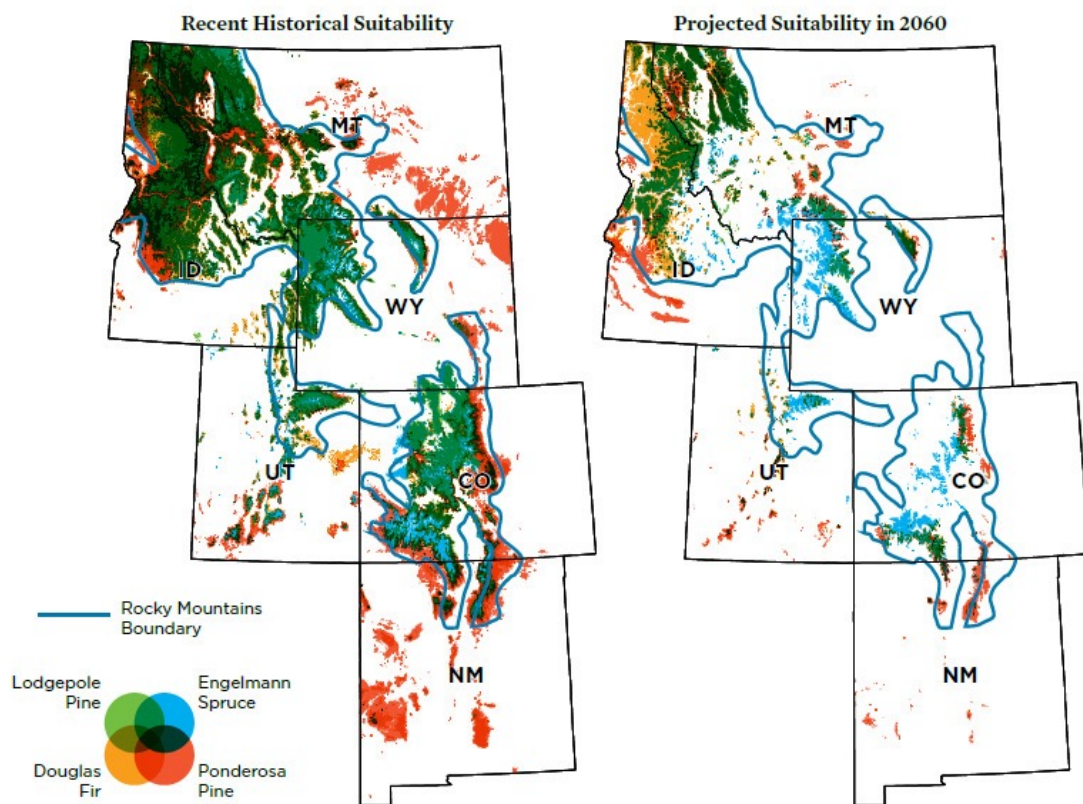 Recent Historical Suitability
Projected Suitability in 2060
MT
MT
ID
WY
ID
WY
UT
CO
UT
CO
NM
NM
Rocky Mountains
Boundary
Lodgepole
Pine
Engelmann
Spruce
Douglas
Fir
Ponderosa
Pine